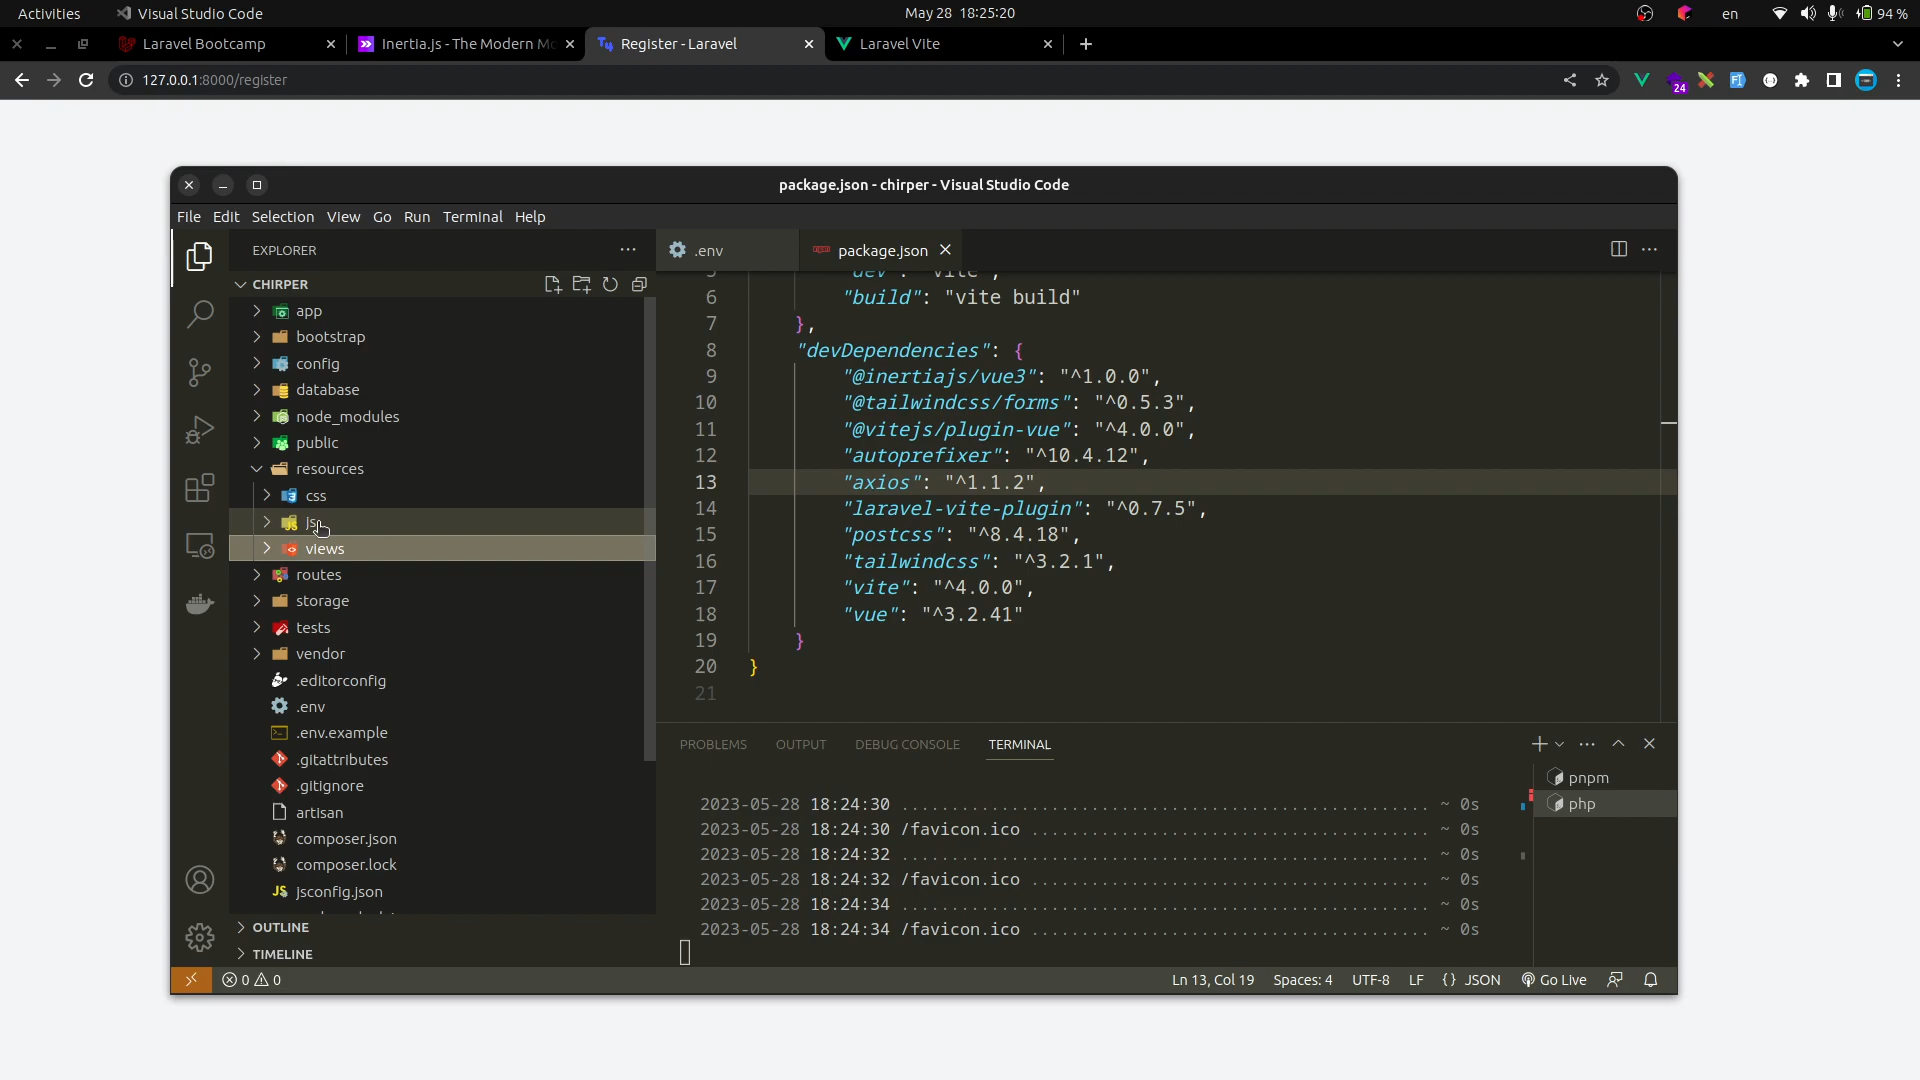 Activities
Visual Studio Code
May 28 18:25:20
en
94 %
Laravel Bootcamp
Inertia.js - The Modern Mo
Register - Laravel
Laravel Vite
127.0.0.1:8000/register
24
package.json - chirper - Visual Studio Code
File Edit Selection View Go Run Terminal Help
EXPLORER
.env
package.json
CHIRPER
app
bootstrap
config
database
node_modules
public
resources
css
js
views
routes
storage
tests
vendor
.editorconfig
.env
.env.example
.gitattributes
.gitignore
artisan
composer.json
composer.lock
jsconfig.json
OUTLINE
TIMELINE
5 "dev": "vite",
6 "build": "vite build"
7 },
8 "devDependencies": {
9 "@inertiajs/vue3": "^1.0.0",
10 "@tailwindcss/forms": "^0.5.3",
11 "@vitejs/plugin-vue": "^4.0.0",
12 "autoprefixer": "^10.4.12",
13 "axios": "^1.1.2",
14 "laravel-vite-plugin": "^0.7.5",
15 "postcss": "^8.4.18",
16 "tailwindcss": "^3.2.1",
17 "vite": "^4.0.0",
18 "vue": "^3.2.41"
19 }
20 }
21
PROBLEMS OUTPUT DEBUG CONSOLE TERMINAL
2023-05-28 18:24:30 ................................................ ~ 0s
2023-05-28 18:24:30 /favicon.ico .................................... ~ 0s
2023-05-28 18:24:32 ................................................ ~ 0s
2023-05-28 18:24:32 /favicon.ico .................................... ~ 0s
2023-05-28 18:24:34 ................................................ ~ 0s
2023-05-28 18:24:34 /favicon.ico .................................... ~ 0s
pnpm
php
0 0
Ln 13, Col 19 Spaces: 4 UTF-8 LF {} JSON Go Live